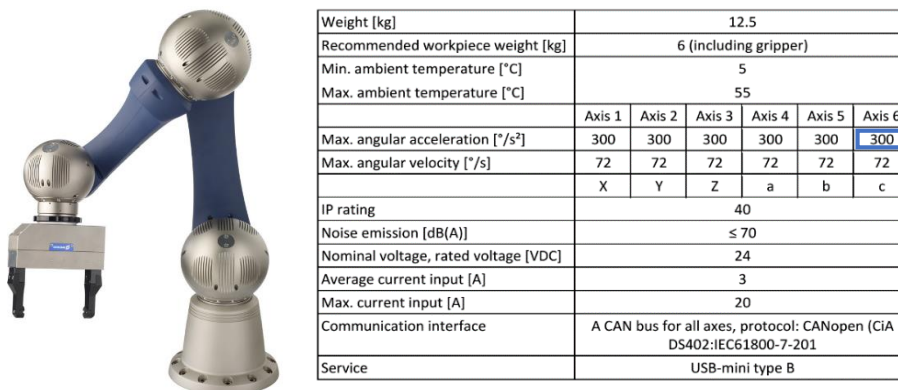 Weight [kg] 12.5
Recommended workpiece weight [kg] 6 (including gripper)
Min. ambient temperature [°C] 5
Max. ambient temperature [°C] 55
Axis 1 Axis 2 Axis 3 Axis 4 Axis 5 Axis 6
Max. angular acceleration [°/s²] 300 300 300 300 300 300
Max. angular velocity [°/s] 72 72 72 72 72 72
X Y Z a b c
IP rating 40
Noise emission [dB(A)] ≤ 70
Nominal voltage, rated voltage [VDC] 24
Average current input [A] 3
Max. current input [A] 20
Communication interface A CAN bus for all axes, protocol: CANopen (CiA
DS402:IEC61800-7-201
Service USB-mini type B